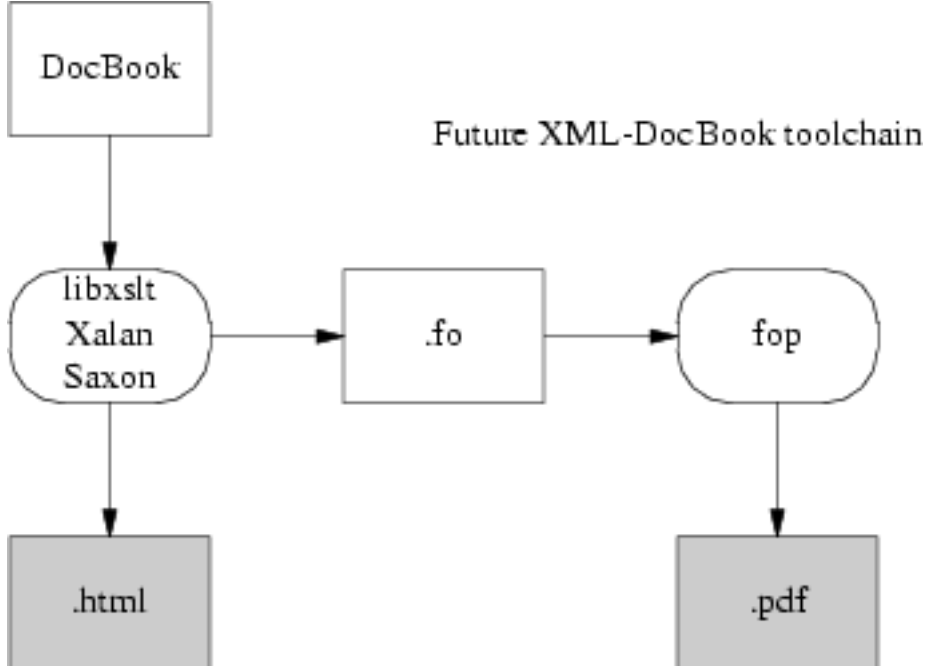 DocBook
Future XML-DocBook toolchain
libxslt
Xalan
Saxon
.fo
fop
.html
.pdf